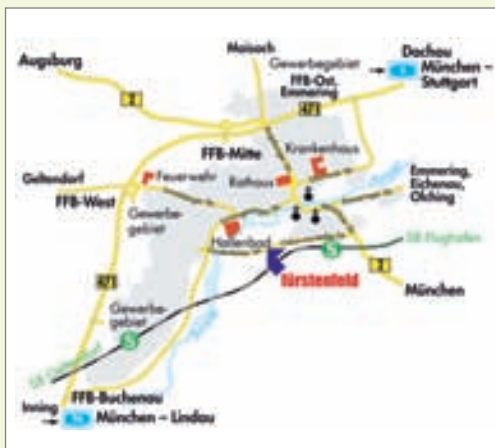 Maisach
Augsburg
Gewerbegebiet
FFB-Ost,
Emmering
Dachau
München –
Stuttgart
2
471
FFB-Mitte
Krankenhaus
Geltendorf
Feuerwehr
Rathaus
FFB-West
Emmering,
Eichenau,
Olching
Gewerbe-
gebiet
Hallenbad
S8 Flughafen
S
471
fürstenfeld
2
München
Gewerbe-
gebiet
S
FFB-Buchenau
Inning
München – Lindau